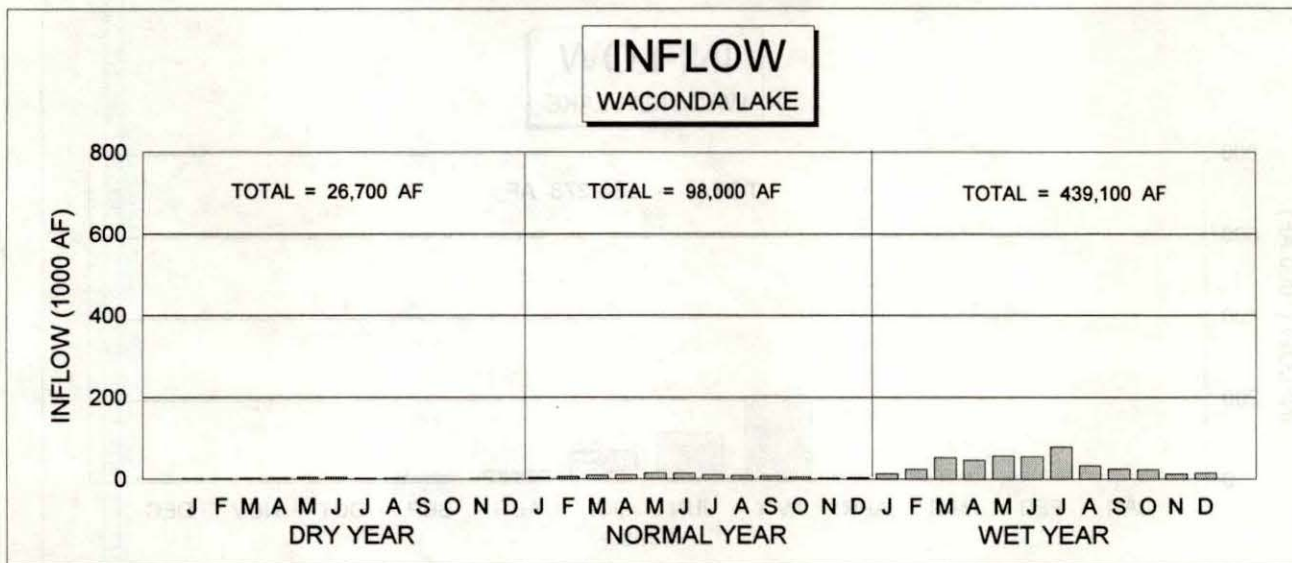 INFLOW
WACONDA LAKE
INFLOW (1000 AF)
800
600
400
200
0
TOTAL = 26,700 AF
TOTAL = 98,000 AF
TOTAL = 439,100 AF
J F M A M J J A S O N D J F M A M J J A S O N D J F M A M J J A S O N D
DRY YEAR NORMAL YEAR WET YEAR